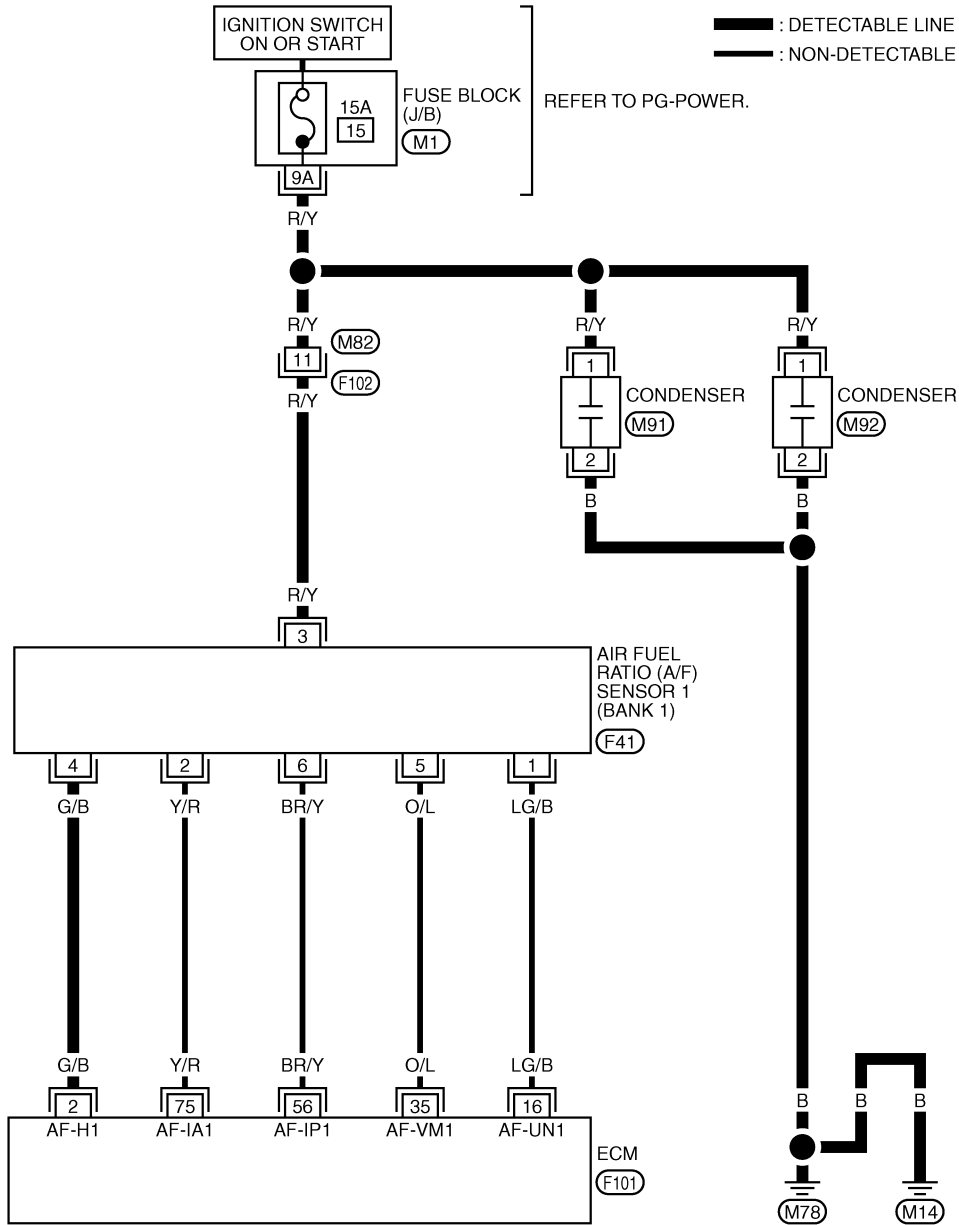 IGNITION SWITCH
ON OR START
: DETECTABLE LINE
: NON-DETECTABLE
15A
15
FUSE BLOCK
(J/B)
M1
REFER TO PG-POWER.
9A
R/Y
R/Y
R/Y
R/Y
11
M82
F102
R/Y
1
1
CONDENSER
M91
CONDENSER
M92
2
2
B
B
R/Y
3
AIR FUEL
RATIO (A/F)
SENSOR 1
(BANK 1)
F41
4
2
6
5
1
G/B
Y/R
BR/Y
O/L
LG/B
G/B
Y/R
BR/Y
O/L
LG/B
2
75
56
35
16
AF-H1
AF-IA1
AF-IP1
AF-VM1
AF-UN1
ECM
F101
B
B
B
M78
M14